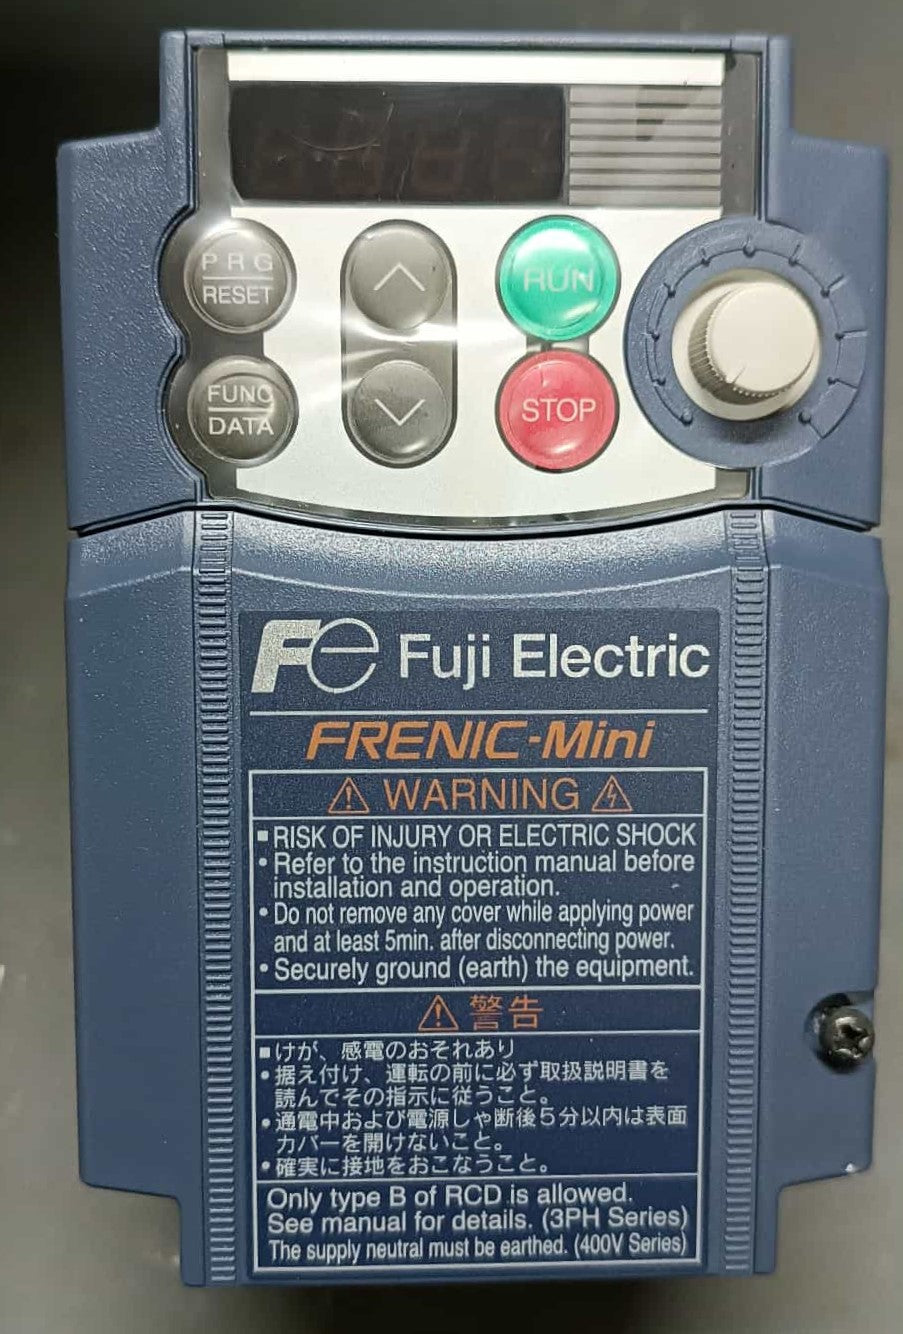 PRG
RESET
RUN
FUNC
DATA
STOP
Fe Fuji Electric
FRENIC-Mini
WARNING
RISK OF INJURY OR ELECTRIC SHOCK
• Refer to the instruction manual before
installation and operation.
• Do not remove any cover while applying power
and at least 5min. after disconnecting power.
• Securely ground (earth) the equipment.
警告
けが、感電のおそれあり
• 据え付け、運転の前に必ず取扱説明書を
読んでその指示に従うこと。
• 通電中および電源しゃ断後5分以内は表面
カバーを開けないこと。
• 確実に接地をおこなうこと。
Only type B of RCD is allowed.
See manual for details. (3PH Series)
The supply neutral must be earthed. (400V Series)